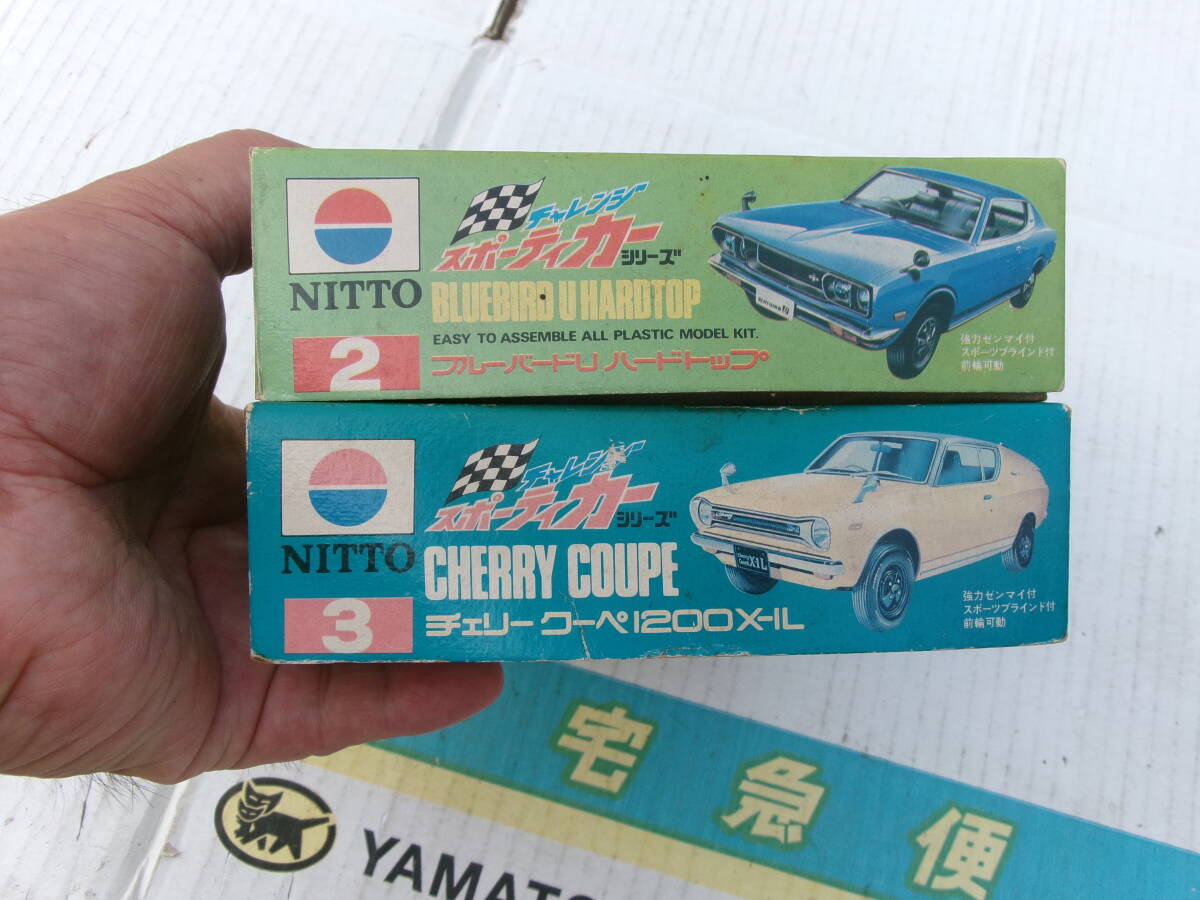 NITTO
2
チャレンジ
スポーティカー
シリーズ
BLUEBIRD U HARDTOP
EASY TO ASSEMBLE ALL PLASTIC MODEL KIT.
ブルーバードU ハードトップ
強力ゼンマイ付
スポーツブラインド付
前輪可動
NITTO
3
チャレンジ
スポーティカー
シリーズ
CHERRY COUPE
チェリー クーペ1200X-1L
X-1L
強力ゼンマイ付
スポーツブラインド付
前輪可動
宅急便
YAMATO